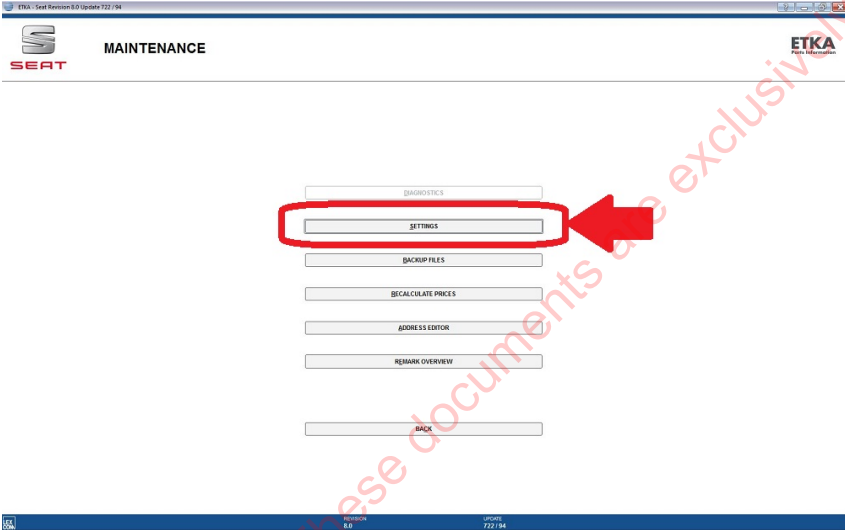 ETKA - Seat Revision 8.0 Update 722 / 94
SEAT
MAINTENANCE
ETKA
Parts Information
DIAGNOSTICS
SETTINGS
BACKUP FILES
RECALCULATE PRICES
ADDRESS EDITOR
REMARK OVERVIEW
BACK
these documents are exclusively
LEX
COM
REVISION
8.0
UPDATE
722 / 94